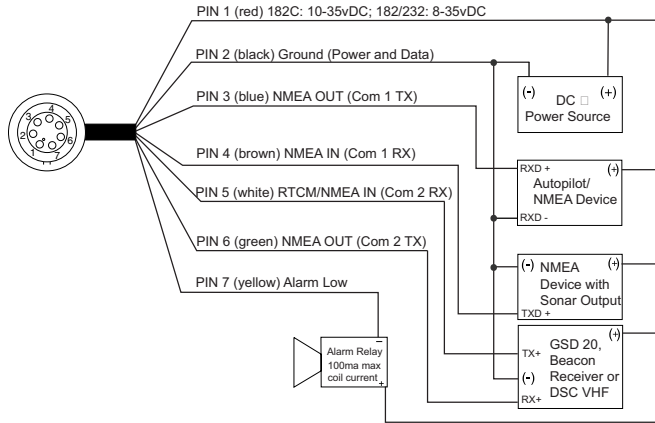 PIN 1 (red) 182C: 10-35vDC; 182/232: 8-35vDC
PIN 2 (black) Ground (Power and Data)
PIN 3 (blue) NMEA OUT (Com 1 TX)
PIN 4 (brown) NMEA IN (Com 1 RX)
PIN 5 (white) RTCM/NMEA IN (Com 2 RX)
PIN 6 (green) NMEA OUT (Com 2 TX)
PIN 7 (yellow) Alarm Low
4
3
5
2
6
1
7
(-)
(+)
DC □
Power Source
RXD +
(+)
Autopilot/
NMEA Device
RXD -
(-)
NMEA
(+)
Device with
Sonar Output
TXD +
(+)
GSD 20,
TX+
Beacon
(-)
Receiver or
DSC VHF
RX+
−
Alarm Relay
100ma max
coil current
+